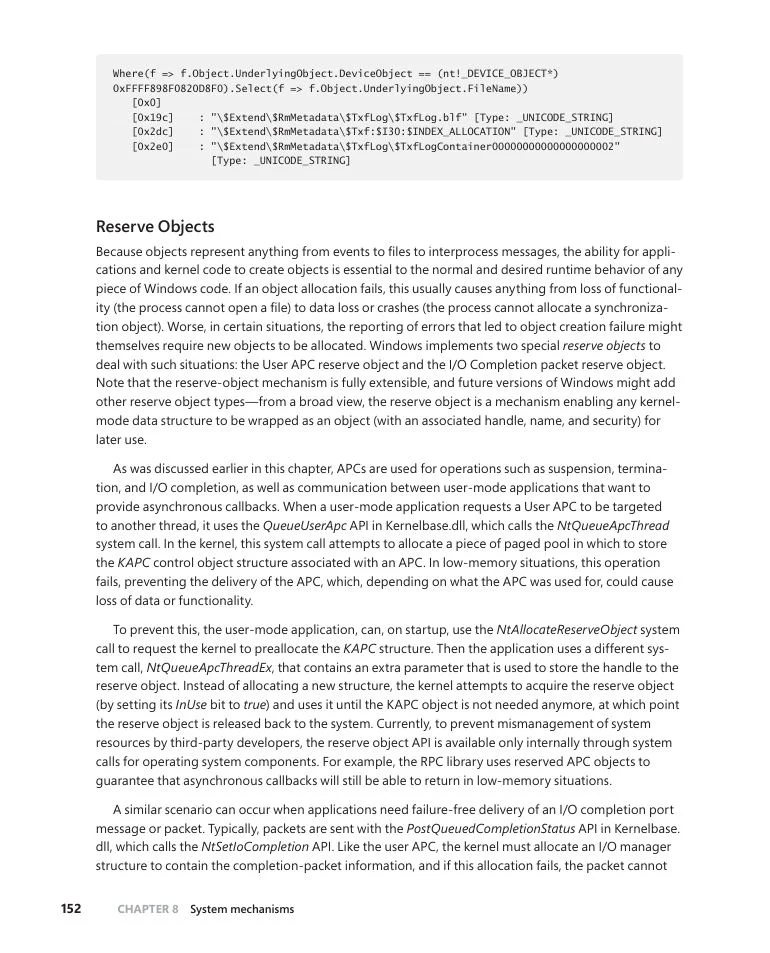 Where(f => f.Object.UnderlyingObject.DeviceObject == (nt!_DEVICE_OBJECT*)
0xFFFF898F0820D8F0).Select(f => f.Object.UnderlyingObject.FileName))
[0x0]
[0x19c] : "\$Extend\$RmMetadata\$TxfLog\$TxfLog.blf" [Type: _UNICODE_STRING]
[0x2dc] : "\$Extend\$RmMetadata\$Txf:$I30:$INDEX_ALLOCATION" [Type: _UNICODE_STRING]
[0x2e0] : "\$Extend\$RmMetadata\$TxfLog\$TxfLogContainer00000000000000000002"
[Type: _UNICODE_STRING]
Reserve Objects
Because objects represent anything from events to files to interprocess messages, the ability for appli-
cations and kernel code to create objects is essential to the normal and desired runtime behavior of any
piece of Windows code. If an object allocation fails, this usually causes anything from loss of functional-
ity (the process cannot open a file) to data loss or crashes (the process cannot allocate a synchroniza-
tion object). Worse, in certain situations, the reporting of errors that led to object creation failure might
themselves require new objects to be allocated. Windows implements two special reserve objects to
deal with such situations: the User APC reserve object and the I/O Completion packet reserve object.
Note that the reserve-object mechanism is fully extensible, and future versions of Windows might add
other reserve object types—from a broad view, the reserve object is a mechanism enabling any kernel-
mode data structure to be wrapped as an object (with an associated handle, name, and security) for
later use.
As was discussed earlier in this chapter, APCs are used for operations such as suspension, termina-
tion, and I/O completion, as well as communication between user-mode applications that want to
provide asynchronous callbacks. When a user-mode application requests a User APC to be targeted
to another thread, it uses the QueueUserApc API in Kernelbase.dll, which calls the NtQueueApcThread
system call. In the kernel, this system call attempts to allocate a piece of paged pool in which to store
the KAPC control object structure associated with an APC. In low-memory situations, this operation
fails, preventing the delivery of the APC, which, depending on what the APC was used for, could cause
loss of data or functionality.
To prevent this, the user-mode application, can, on startup, use the NtAllocateReserveObject system
call to request the kernel to preallocate the KAPC structure. Then the application uses a different sys-
tem call, NtQueueApcThreadEx, that contains an extra parameter that is used to store the handle to the
reserve object. Instead of allocating a new structure, the kernel attempts to acquire the reserve object
(by setting its InUse bit to true) and uses it until the KAPC object is not needed anymore, at which point
the reserve object is released back to the system. Currently, to prevent mismanagement of system
resources by third-party developers, the reserve object API is available only internally through system
calls for operating system components. For example, the RPC library uses reserved APC objects to
guarantee that asynchronous callbacks will still be able to return in low-memory situations.
A similar scenario can occur when applications need failure-free delivery of an I/O completion port
message or packet. Typically, packets are sent with the PostQueuedCompletionStatus API in Kernelbase.
dll, which calls the NtSetIoCompletion API. Like the user APC, the kernel must allocate an I/O manager
structure to contain the completion-packet information, and if this allocation fails, the packet cannot
152 CHAPTER 8 System mechanisms